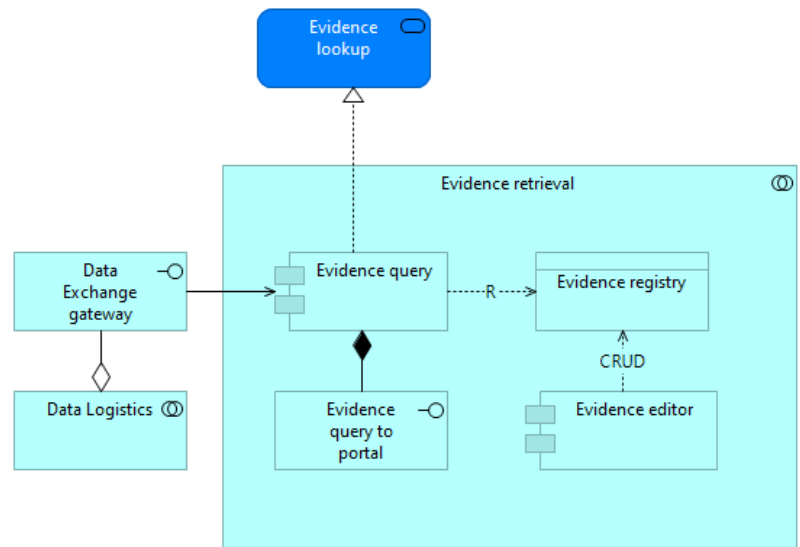 Evidence
lookup
Evidence retrieval
Data
Exchange
gateway
Evidence query
R
Evidence registry
CRUD
Data Logistics
Evidence
query to
portal
Evidence editor